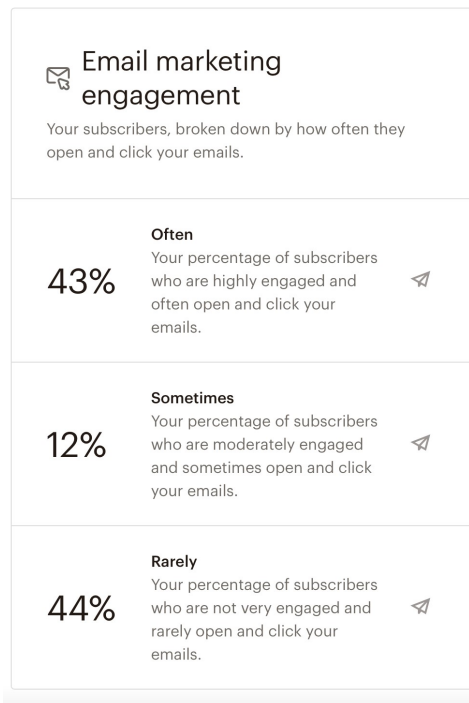 Email marketing
engagement
Your subscribers, broken down by how often they
open and click your emails.
43%
Often
Your percentage of subscribers
who are highly engaged and
often open and click your
emails.
12%
Sometimes
Your percentage of subscribers
who are moderately engaged
and sometimes open and click
your emails.
44%
Rarely
Your percentage of subscribers
who are not very engaged and
rarely open and click your
emails.